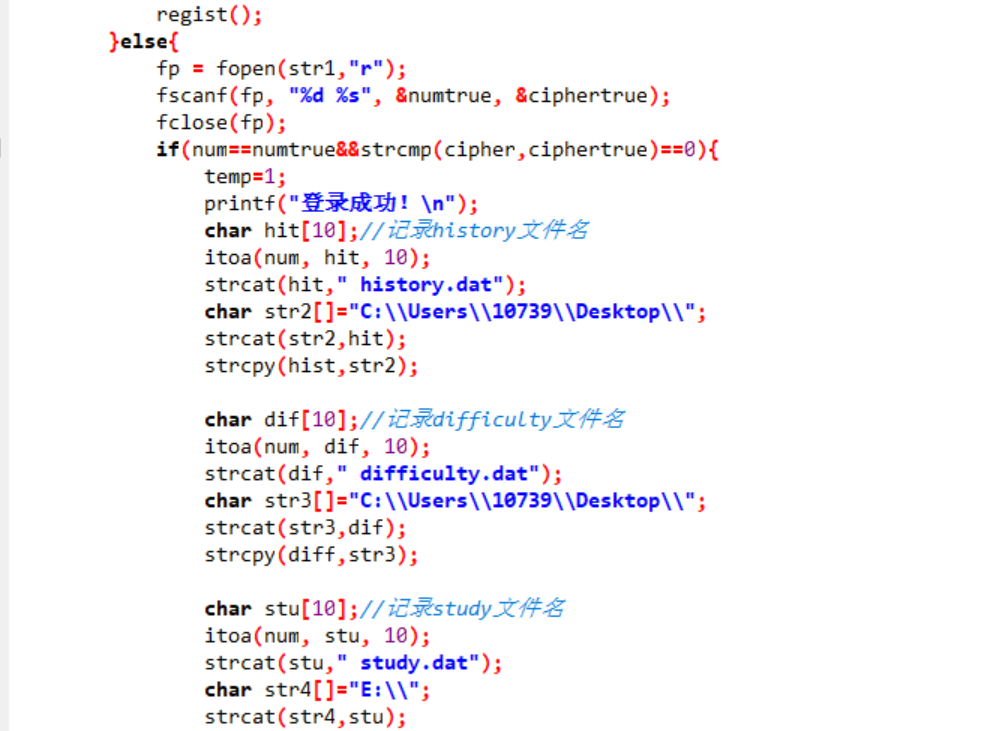 regist();
}else{
fp = fopen(str1,"r");
fscanf(fp, "%d %s", &numtrue, &ciphertrue);
fclose(fp);
if(num==numtrue&&strcmp(cipher,ciphertrue)==0){
temp=1;
printf("登录成功！\n");
char hit[10];//记录history文件名
itoa(num, hit, 10);
strcat(hit," history.dat");
char str2[]="C:\\Users\\10739\\Desktop\\";
strcat(str2,hit);
strcpy(hist,str2);
char dif[10];//记录difficulty文件名
itoa(num, dif, 10);
strcat(dif," difficulty.dat");
char str3[]="C:\\Users\\10739\\Desktop\\";
strcat(str3,dif);
strcpy(diff,str3);
char stu[10];//记录study文件名
itoa(num, stu, 10);
strcat(stu," study.dat");
char str4[]="E:\\";
strcat(str4,stu);